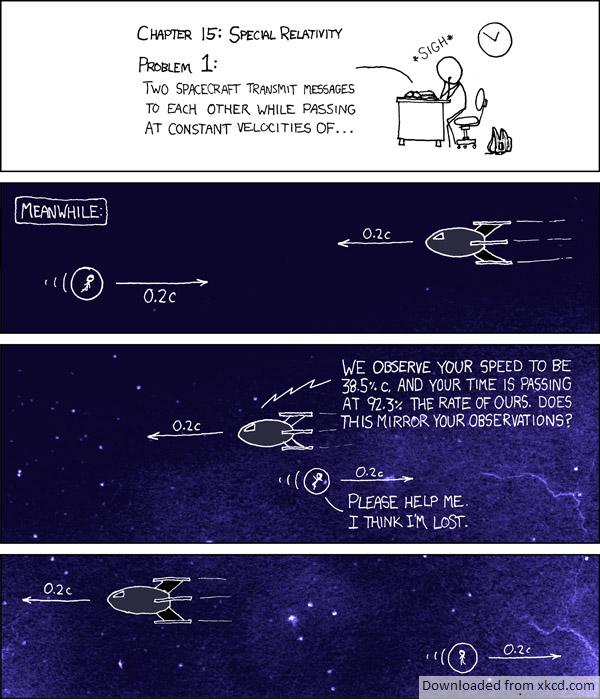 CHAPTER 15: SPECIAL RELATIVITY
PROBLEM 1:
TWO SPACECRAFT TRANSMIT MESSAGES
TO EACH OTHER WHILE PASSING
AT CONSTANT VELOCITIES OF...
*SIGH*
MEANWHILE:
0.2c
0.2c
WE OBSERVE YOUR SPEED TO BE
38.5% C, AND YOUR TIME IS PASSING
AT 92.3% THE RATE OF OURS. DOES
THIS MIRROR YOUR OBSERVATIONS?
0.2c
0.2c
PLEASE HELP ME.
I THINK I'M LOST.
0.2c
0.2c
Downloaded from xkcd.com